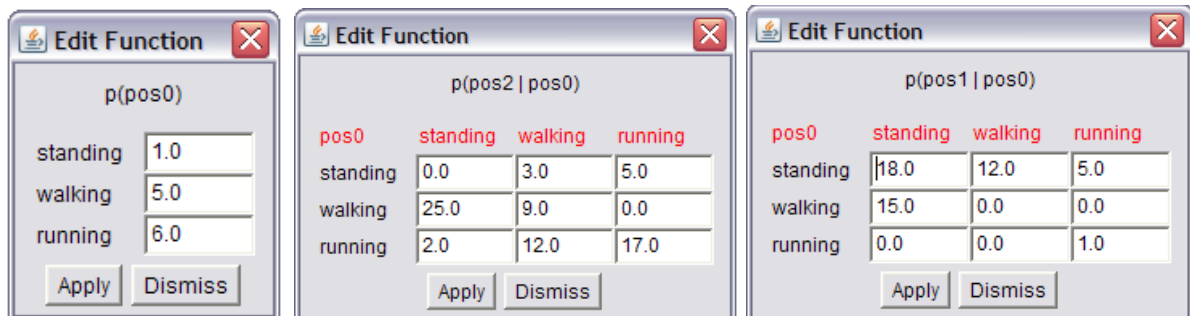 Edit Function
p(pos0)
standing 1.0
walking 5.0
running 6.0
Apply Dismiss
Edit Function
p(pos2 | pos0)
pos0 standing walking running
standing 0.0 3.0 5.0
walking 25.0 9.0 0.0
running 2.0 12.0 17.0
Apply Dismiss
Edit Function
p(pos1 | pos0)
pos0 standing walking running
standing 18.0 12.0 5.0
walking 15.0 0.0 0.0
running 0.0 0.0 1.0
Apply Dismiss